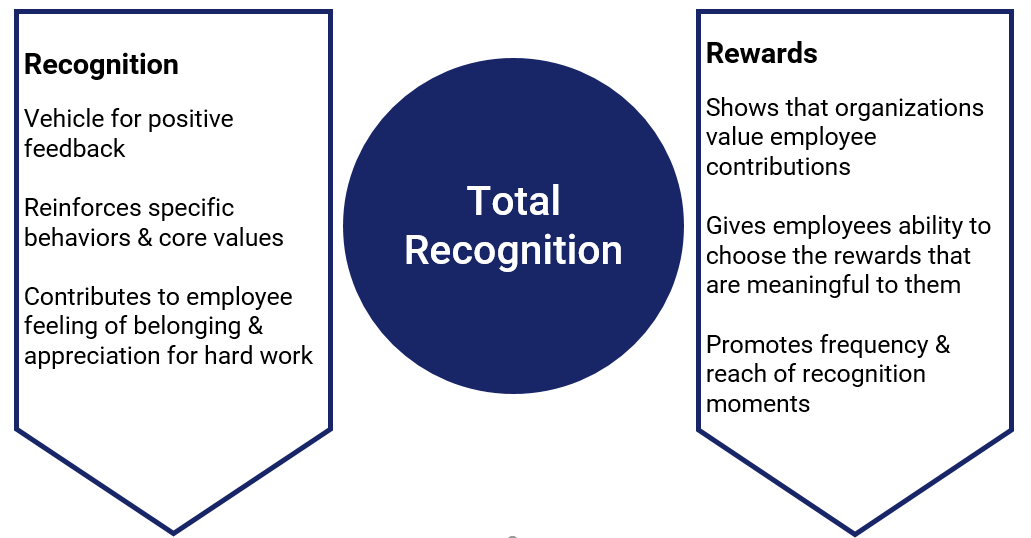 Recognition
Vehicle for positive
feedback
Reinforces specific
behaviors & core values
Contributes to employee
feeling of belonging &
appreciation for hard work
Total
Recognition
Rewards
Shows that organizations
value employee
contributions
Gives employees ability to
choose the rewards that
are meaningful to them
Promotes frequency &
reach of recognition
moments